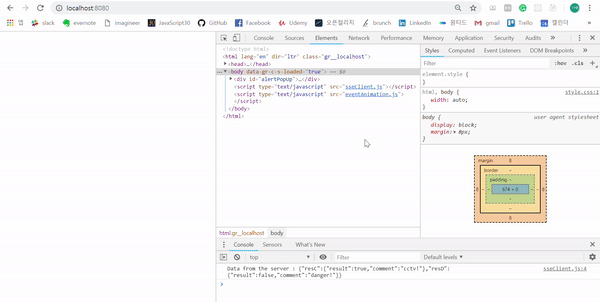 localhost:8080
앱 slack evernote imagineer JavaScript30 GitHub Facebook Udemy 오픈컬리지 brunch LinkedIn 원티드 gmail Trello 캘린더
Console Sources Elements Network Performance Memory Application Security Audits
<!doctype html>
<html lang="en" dir="ltr" class="gr__localhost">
<head>…</head>
<body data-gr-c-s-loaded="true"> == $0
<div id="alertPopUp">…</div>
<script type="text/javascript" src="sseClient.js"></script>
<script type="text/javascript" src="eventAnimation.js">
</script>
</body>
</html>
html.gr__localhost body
Styles Computed Event Listeners DOM Breakpoints
Filter :hov .cls
element.style {
}
html, body { style.css:1
width: auto;
}
body { user agent stylesheet
display: block;
margin: 8px;
}
margin 8
border -
padding -
8 - - 674 × 0 - - 8
-
-
8
Console Sensors What's New
top Filter Default levels
Data from the server : {"resC":{"result":true,"comment":"cctv!"},"resD": sseClient.js:4
{"result":false,"comment":"danger!"}}